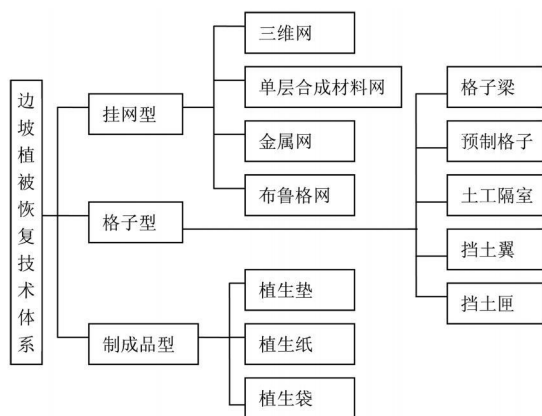 边坡植被恢复技术体系
挂网型
三维网
单层合成材料网
金属网
布鲁格网
格子型
格子梁
预制格子
土工隔室
挡土翼
挡土匣
制成品型
植生垫
植生纸
植生袋